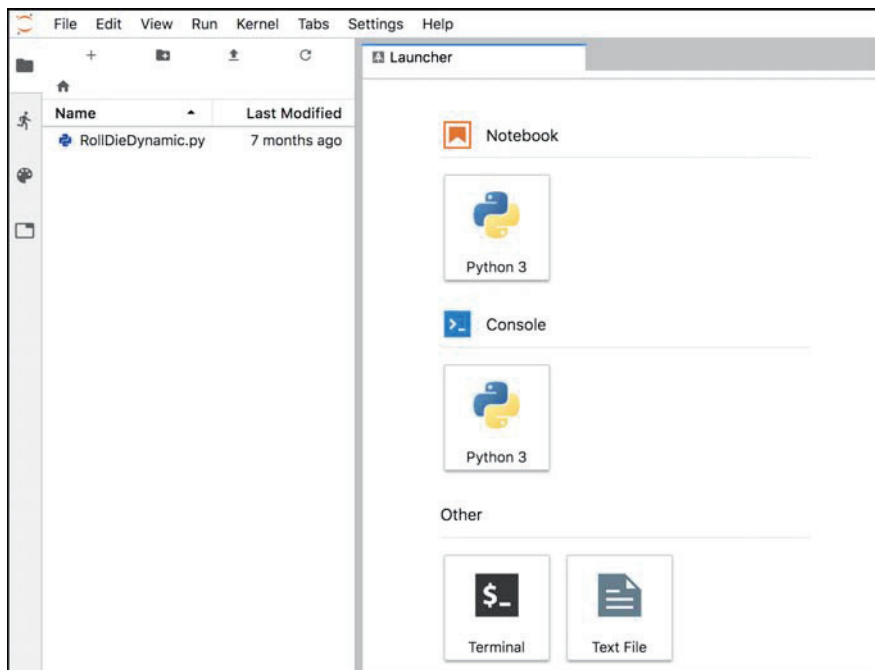 File Edit View Run Kernel Tabs Settings Help
Launcher
Name Last Modified
RollDieDynamic.py 7 months ago
Notebook
Python 3
Console
Python 3
Other
$_
Terminal Text File